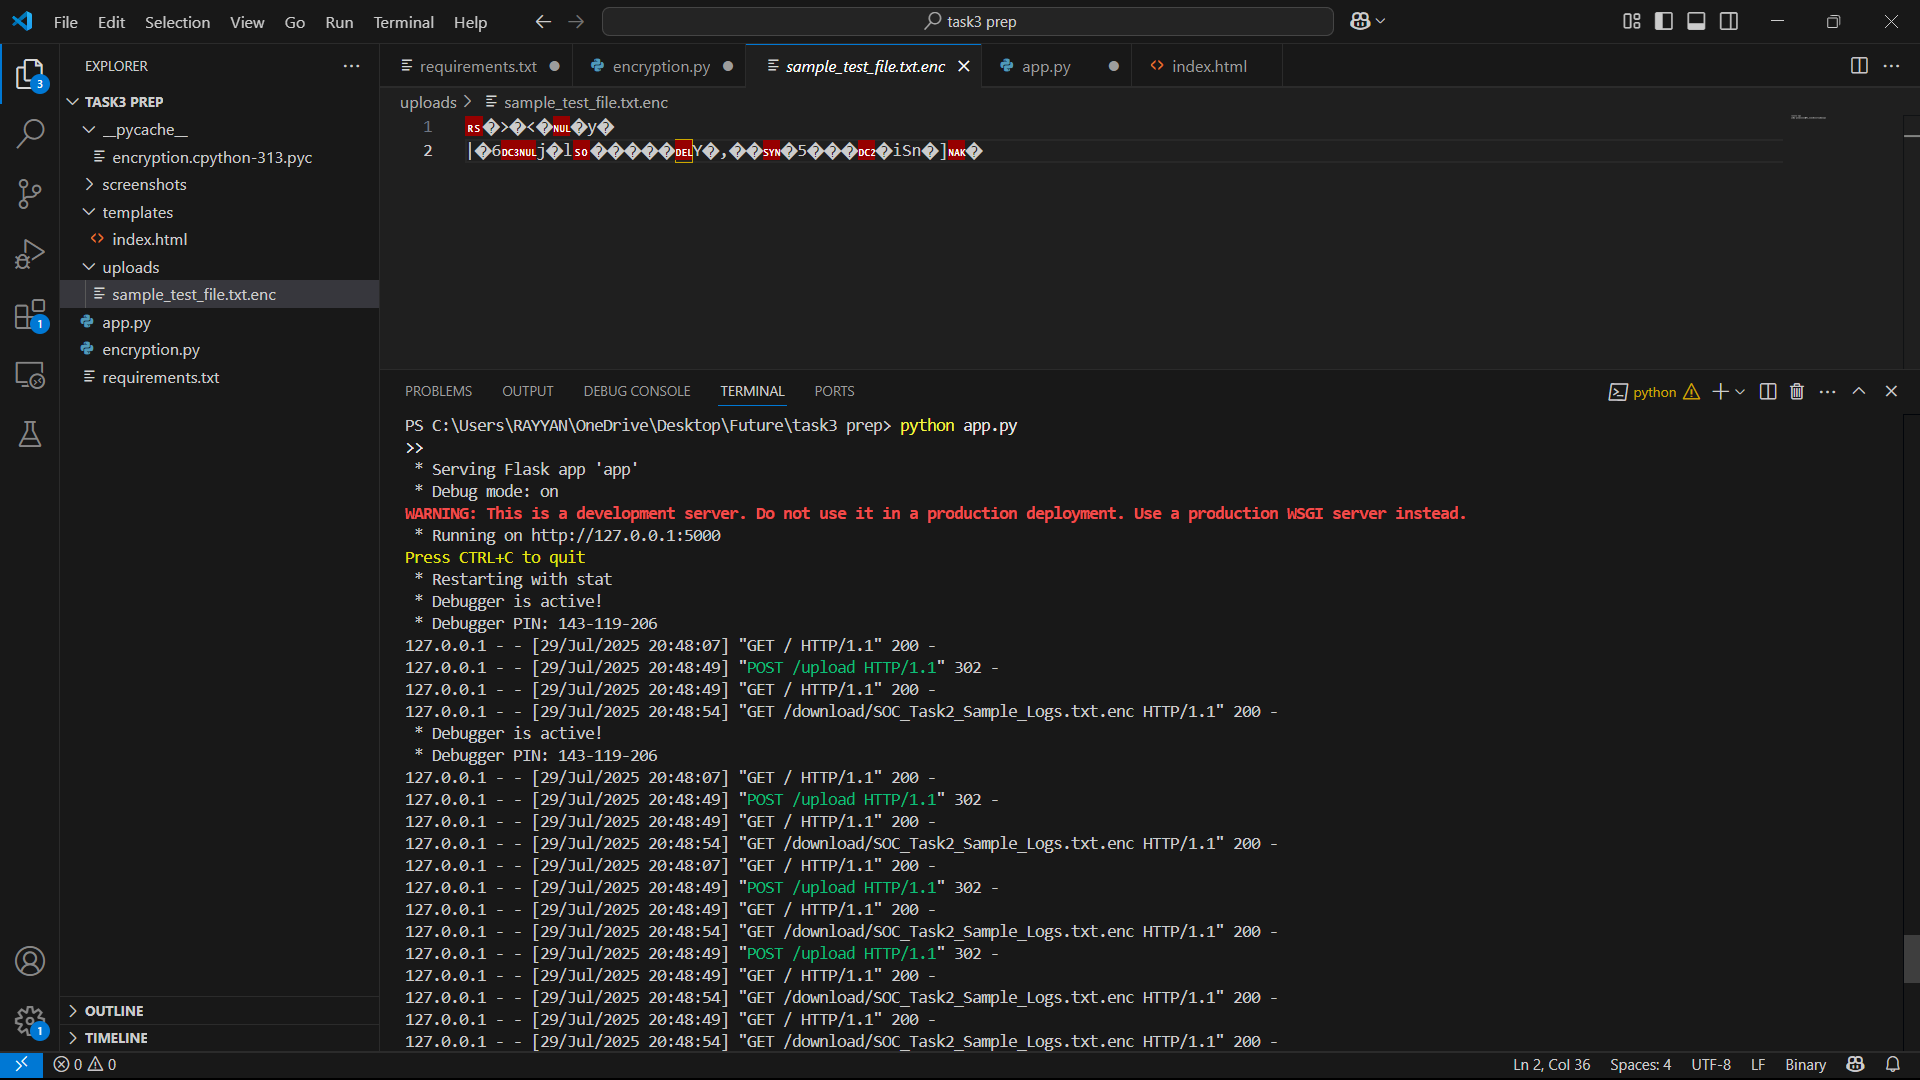 File Edit Selection View Go Run Terminal Help
task3 prep
EXPLORER
3
TASK3 PREP
__pycache__
encryption.cpython-313.pyc
screenshots
templates
index.html
uploads
sample_test_file.txt.enc
app.py
encryption.py
requirements.txt
1
OUTLINE
1
TIMELINE
requirements.txt encryption.py sample_test_file.txt.enc app.py index.html
uploads > sample_test_file.txt.enc
1 RS�>�<�NUL�y�
2 |�6DC3NULj�lSO�����DELY�,��SYN�5���DC2�iSn�]NAK�
PROBLEMS OUTPUT DEBUG CONSOLE TERMINAL PORTS
python
PS C:\Users\RAYYAN\OneDrive\Desktop\Future\task3 prep> python app.py
>>
* Serving Flask app 'app'
* Debug mode: on
WARNING: This is a development server. Do not use it in a production deployment. Use a production WSGI server instead.
* Running on http://127.0.0.1:5000
Press CTRL+C to quit
* Restarting with stat
* Debugger is active!
* Debugger PIN: 143-119-206
127.0.0.1 - - [29/Jul/2025 20:48:07] "GET / HTTP/1.1" 200 -
127.0.0.1 - - [29/Jul/2025 20:48:49] "POST /upload HTTP/1.1" 302 -
127.0.0.1 - - [29/Jul/2025 20:48:49] "GET / HTTP/1.1" 200 -
127.0.0.1 - - [29/Jul/2025 20:48:54] "GET /download/SOC_Task2_Sample_Logs.txt.enc HTTP/1.1" 200 -
* Debugger is active!
* Debugger PIN: 143-119-206
127.0.0.1 - - [29/Jul/2025 20:48:07] "GET / HTTP/1.1" 200 -
127.0.0.1 - - [29/Jul/2025 20:48:49] "POST /upload HTTP/1.1" 302 -
127.0.0.1 - - [29/Jul/2025 20:48:49] "GET / HTTP/1.1" 200 -
127.0.0.1 - - [29/Jul/2025 20:48:54] "GET /download/SOC_Task2_Sample_Logs.txt.enc HTTP/1.1" 200 -
127.0.0.1 - - [29/Jul/2025 20:48:07] "GET / HTTP/1.1" 200 -
127.0.0.1 - - [29/Jul/2025 20:48:49] "POST /upload HTTP/1.1" 302 -
127.0.0.1 - - [29/Jul/2025 20:48:49] "GET / HTTP/1.1" 200 -
127.0.0.1 - - [29/Jul/2025 20:48:54] "GET /download/SOC_Task2_Sample_Logs.txt.enc HTTP/1.1" 200 -
127.0.0.1 - - [29/Jul/2025 20:48:49] "POST /upload HTTP/1.1" 302 -
127.0.0.1 - - [29/Jul/2025 20:48:49] "GET / HTTP/1.1" 200 -
127.0.0.1 - - [29/Jul/2025 20:48:54] "GET /download/SOC_Task2_Sample_Logs.txt.enc HTTP/1.1" 200 -
127.0.0.1 - - [29/Jul/2025 20:48:49] "GET / HTTP/1.1" 200 -
127.0.0.1 - - [29/Jul/2025 20:48:54] "GET /download/SOC_Task2_Sample_Logs.txt.enc HTTP/1.1" 200 -
0 0 Ln 2, Col 36 Spaces: 4 UTF-8 LF Binary